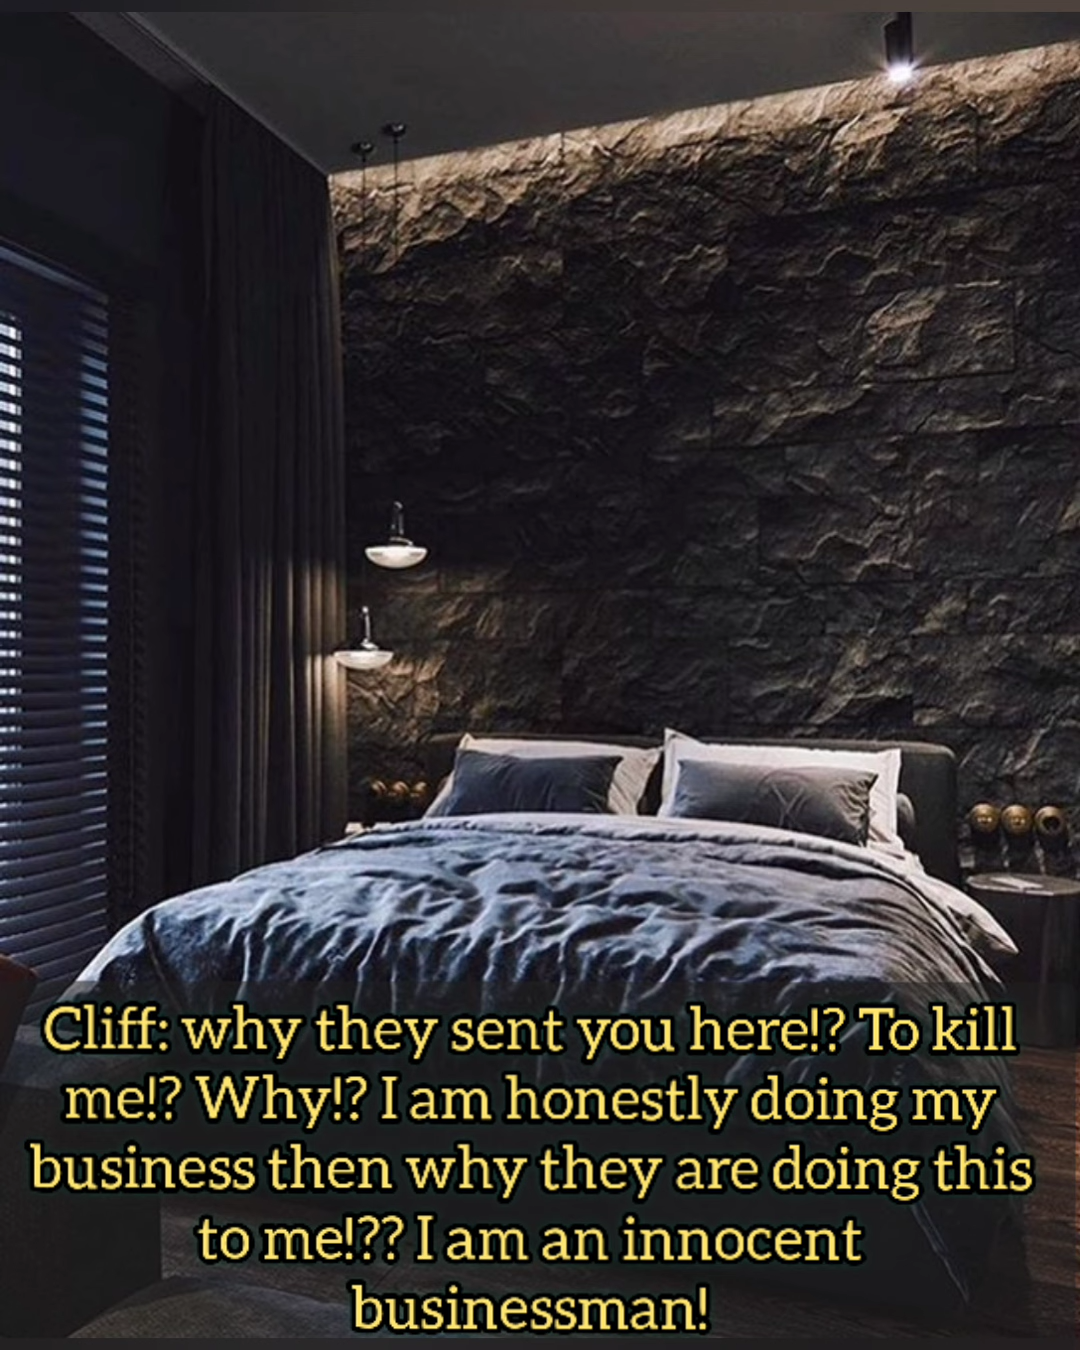 Cliff: why they sent you here!? To kill
me!? Why!? I am honestly doing my
business then why they are doing this
to me!?? I am an innocent
businessman!